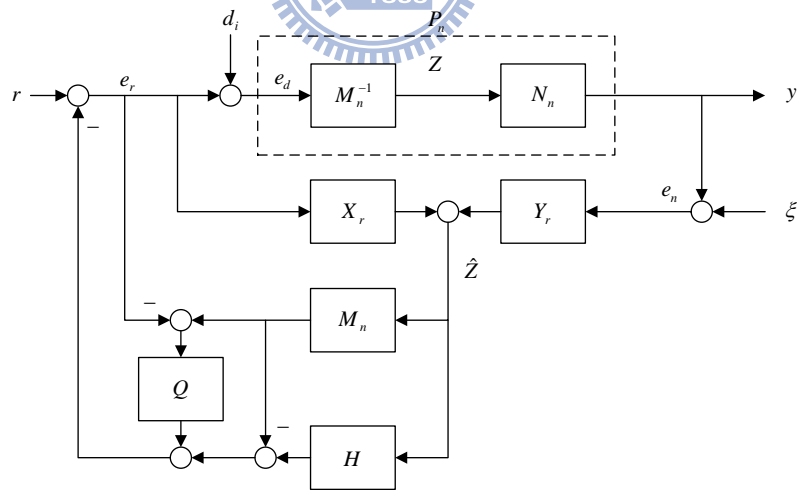 d_i
P_n
Z
r
e_r
e_d
M_n^{-1}
N_n
y
−
X_r
Y_r
e_n
ξ
Ẑ
−
M_n
Q
−
H